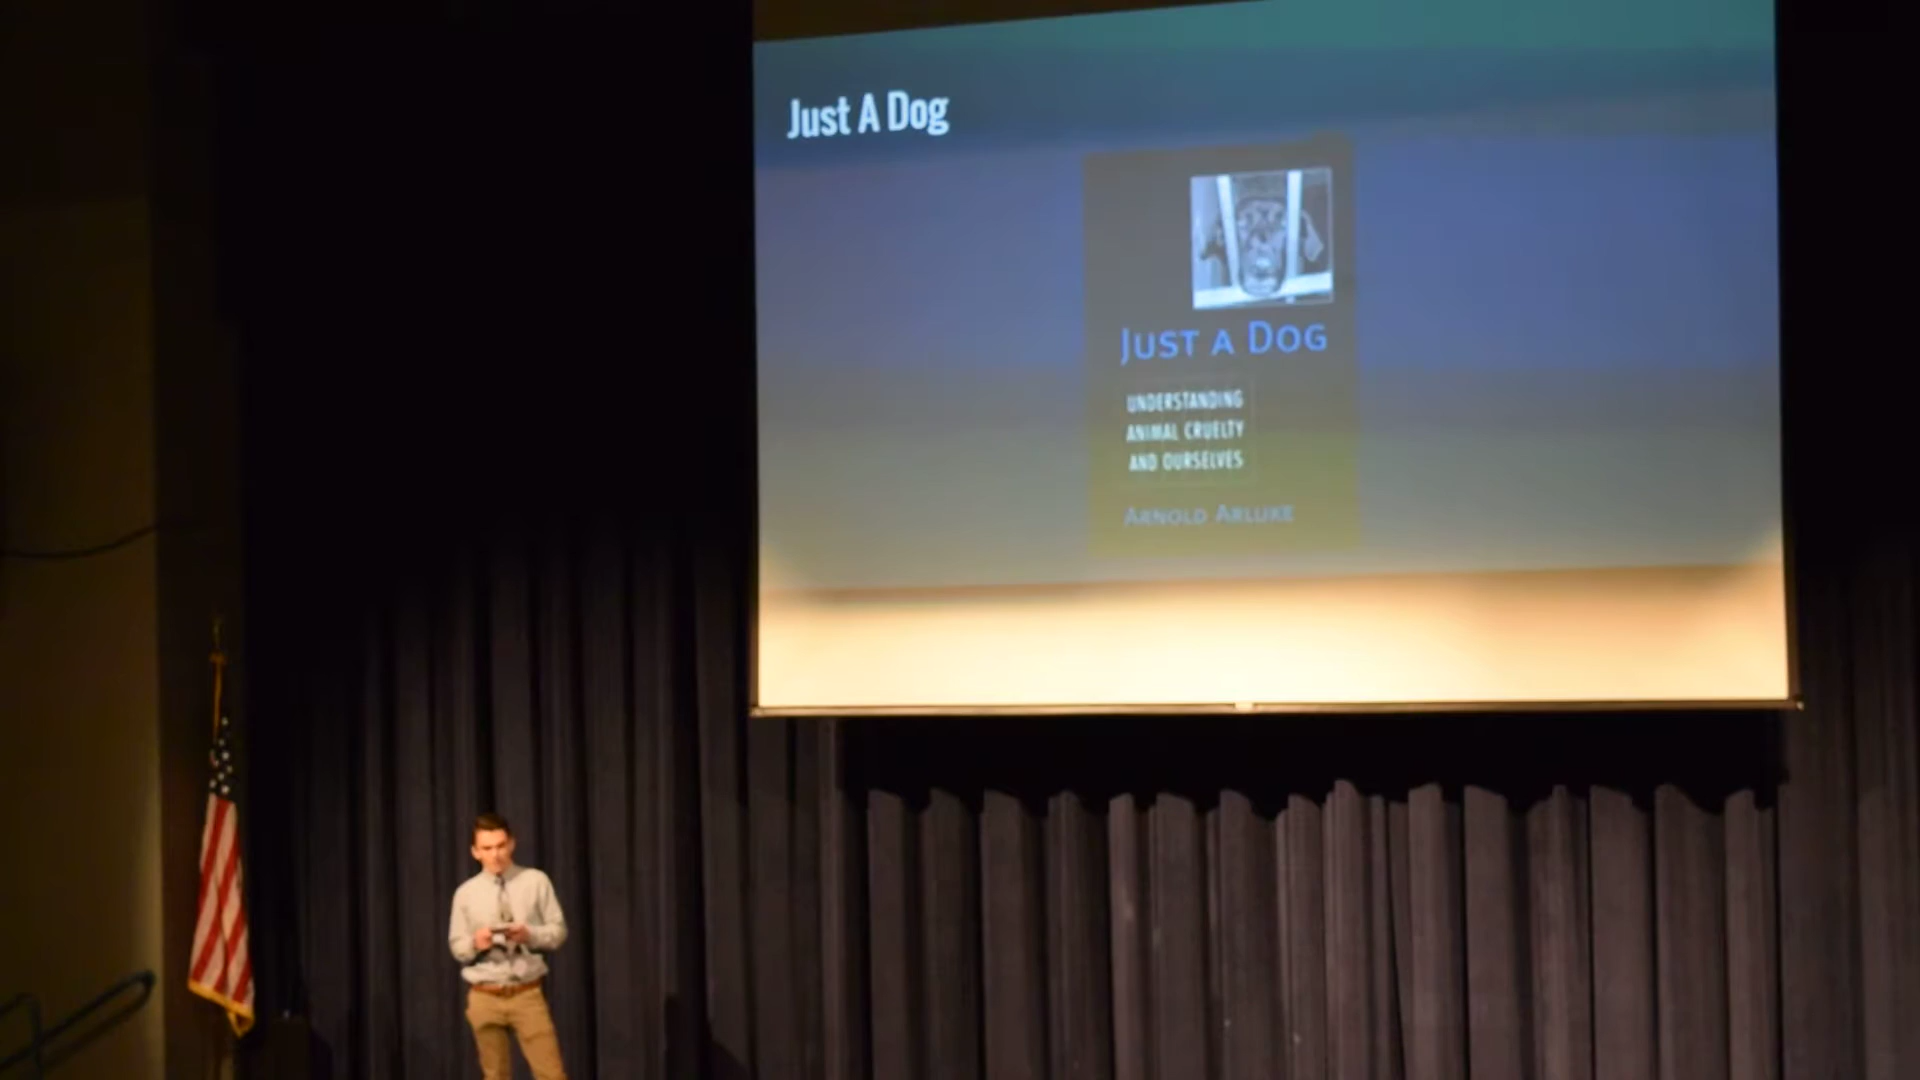 Just A Dog
JUST A DOG
UNDERSTANDING
ANIMAL CRUELTY
AND OURSELVES
ARNOLD ARLUKE